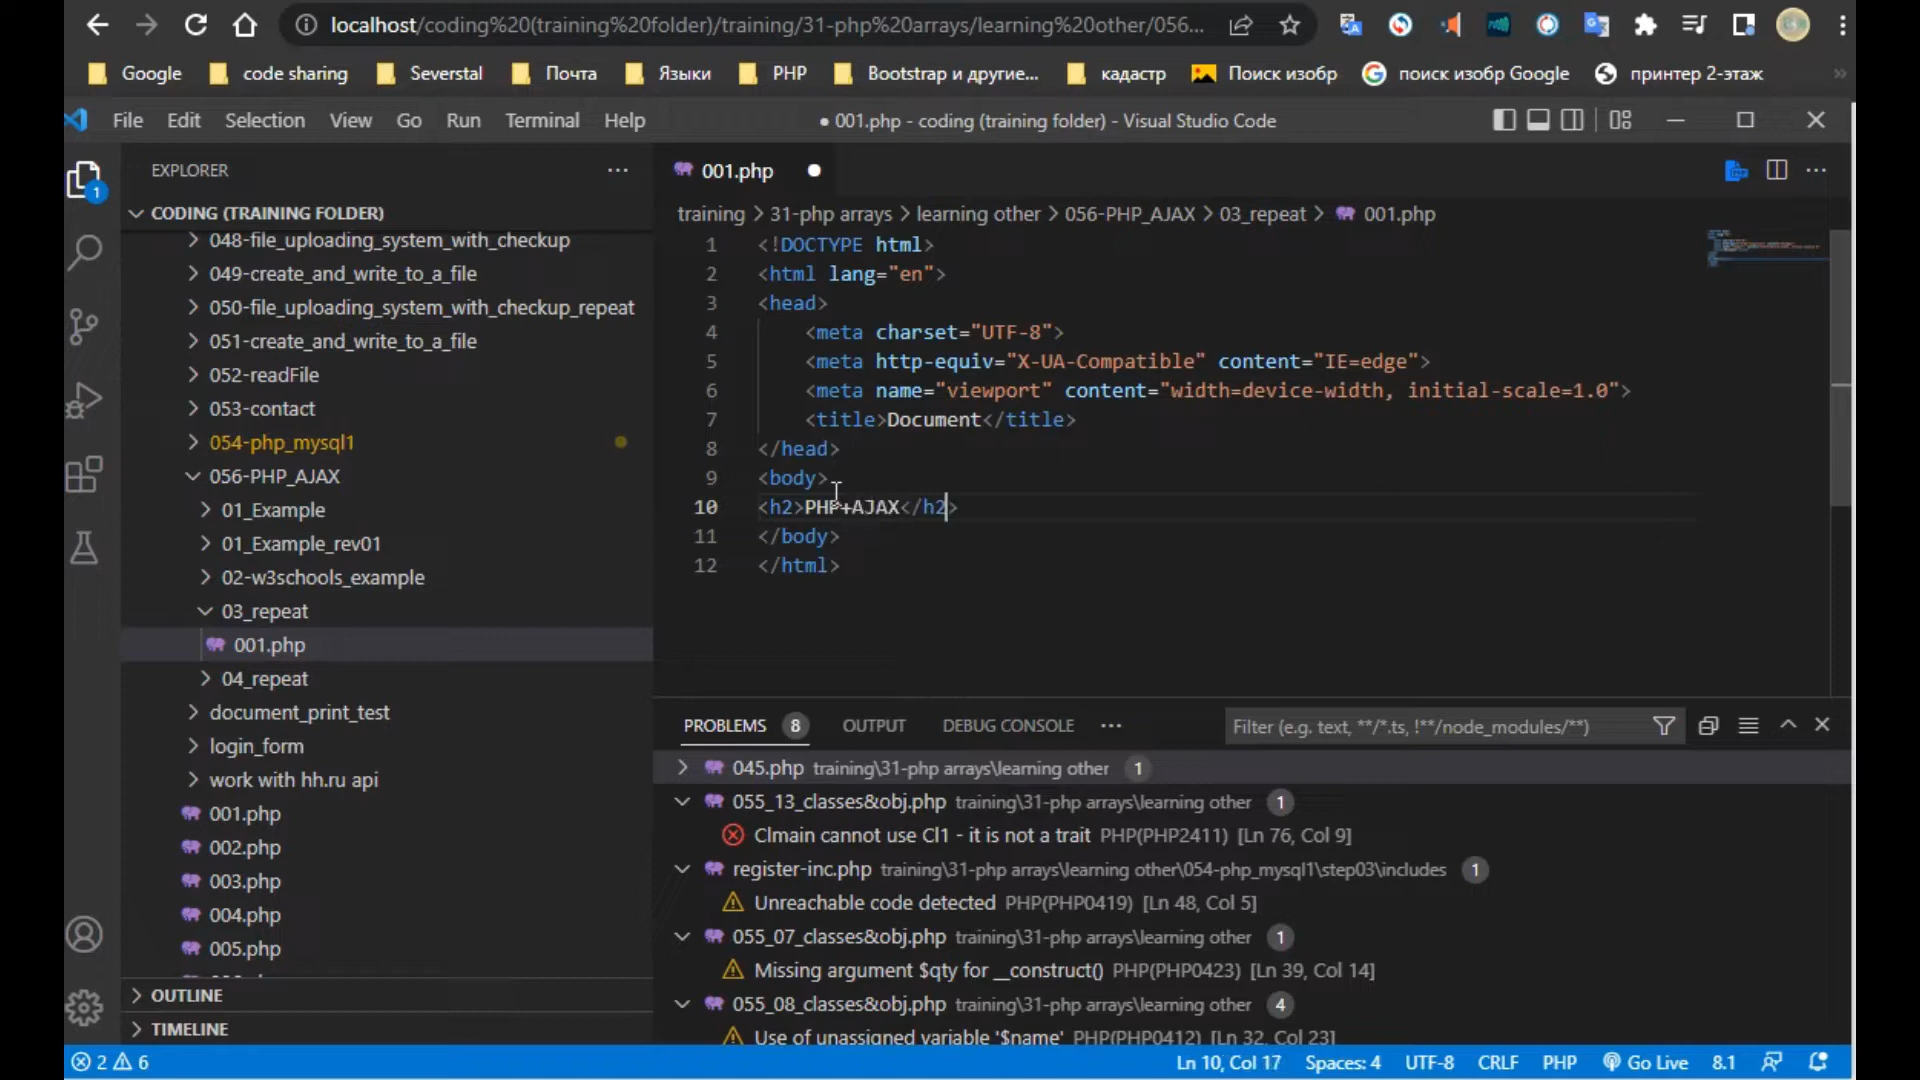 localhost/coding%20(training%20folder)/training/31-php%20arrays/learning%20other/056...
Google code sharing Severstal Почта Языки PHP Bootstrap и другие... кадастр Поиск изобр поиск изобр Google принтер 2-этаж »
File Edit Selection View Go Run Terminal Help ● 001.php - coding (training folder) - Visual Studio Code
EXPLORER
1
CODING (TRAINING FOLDER)
048-file_uploading_system_with_checkup
049-create_and_write_to_a_file
050-file_uploading_system_with_checkup_repeat
051-create_and_write_to_a_file
052-readFile
053-contact
054-php_mysql1
056-PHP_AJAX
01_Example
01_Example_rev01
02-w3schools_example
03_repeat
001.php
04_repeat
document_print_test
login_form
work with hh.ru api
001.php
002.php
003.php
004.php
005.php
OUTLINE
TIMELINE
001.php
training > 31-php arrays > learning other > 056-PHP_AJAX > 03_repeat > 001.php
1 <!DOCTYPE html>
2 <html lang="en">
3 <head>
4 <meta charset="UTF-8">
5 <meta http-equiv="X-UA-Compatible" content="IE=edge">
6 <meta name="viewport" content="width=device-width, initial-scale=1.0">
7 <title>Document</title>
8 </head>
9 <body>
10 <h2>PHP+AJAX</h2>
11 </body>
12 </html>
PROBLEMS 8 OUTPUT DEBUG CONSOLE ··· Filter (e.g. text, **/*.ts, !**/node_modules/**)
045.php training\31-php arrays\learning other 1
055_13_classes&obj.php training\31-php arrays\learning other 1
Clmain cannot use Cl1 - it is not a trait PHP(PHP2411) [Ln 76, Col 9]
register-inc.php training\31-php arrays\learning other\054-php_mysql1\step03\includes 1
Unreachable code detected PHP(PHP0419) [Ln 48, Col 5]
055_07_classes&obj.php training\31-php arrays\learning other 1
Missing argument $qty for __construct() PHP(PHP0423) [Ln 39, Col 14]
055_08_classes&obj.php training\31-php arrays\learning other 4
Use of unassigned variable '$name' PHP(PHP0412) [Ln 32, Col 23]
2 6 Ln 10, Col 17 Spaces: 4 UTF-8 CRLF PHP Go Live 8.1